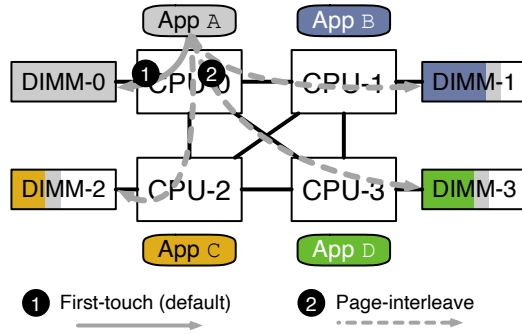 App A
App B
DIMM-0
1
CPU-0
2
CPU-1
DIMM-1
DIMM-2
CPU-2
CPU-3
DIMM-3
App C
App D
1 First-touch (default)
2 Page-interleave